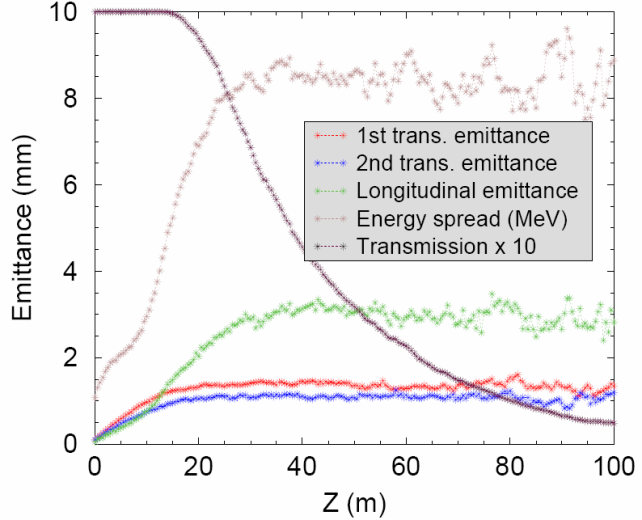 10
8
6
4
2
0
Emittance (mm)
1st trans. emittance
2nd trans. emittance
Longitudinal emittance
Energy spread (MeV)
Transmission x 10
0 20 40 60 80 100
Z (m)